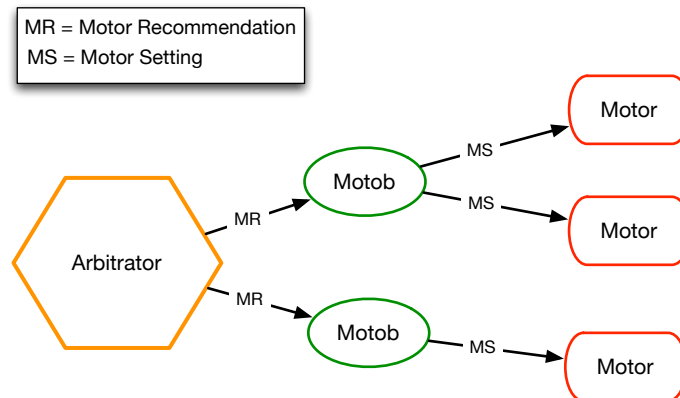 MR = Motor Recommendation
MS = Motor Setting
Motor
MS
Motob
MS
MR
Motor
Arbitrator
MR
Motob
MS
Motor